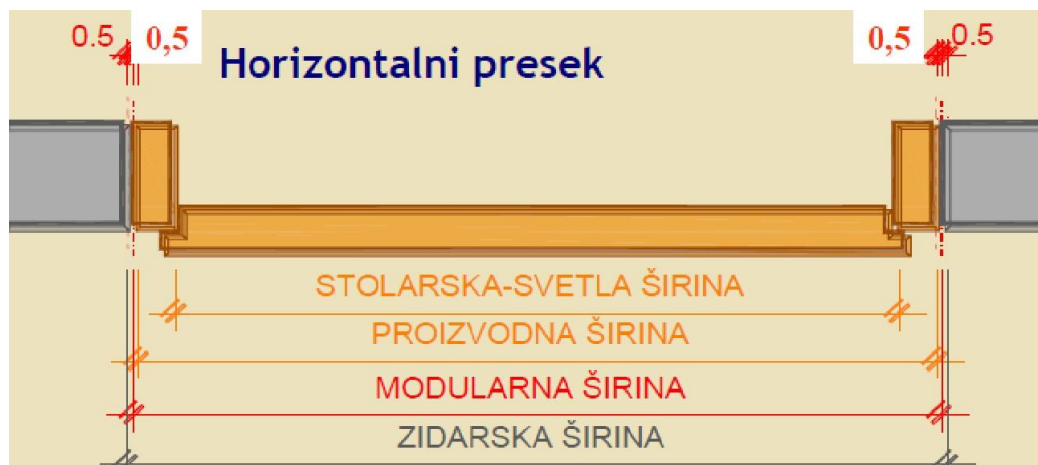 0.5 0,5 0,5 0.5
Horizontalni presek
STOLARSKA-SVETLA ŠIRINA
PROIZVODNA ŠIRINA
MODULARNA ŠIRINA
ZIDARSKA ŠIRINA